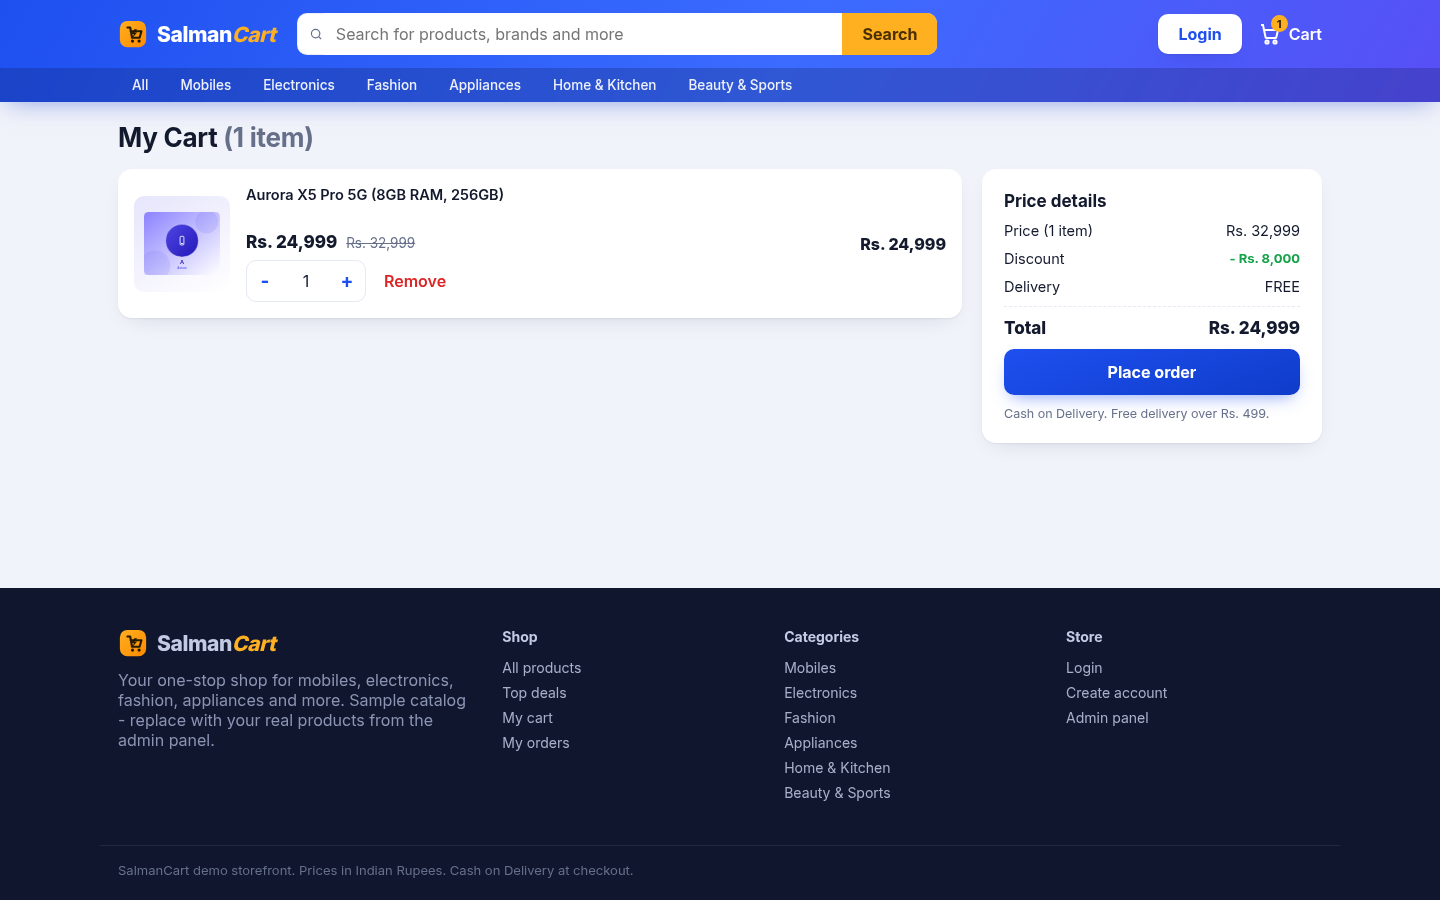 SalmanCart
Search for products, brands and more
Search
Login
1
Cart
All
Mobiles
Electronics
Fashion
Appliances
Home & Kitchen
Beauty & Sports
My Cart (1 item)
Aurora X5 Pro 5G (8GB RAM, 256GB)
Rs. 24,999 Rs. 32,999
- 1 + Remove
Rs. 24,999
Price details
Price (1 item) Rs. 32,999
Discount - Rs. 8,000
Delivery FREE
Total Rs. 24,999
Place order
Cash on Delivery. Free delivery over Rs. 499.
SalmanCart
Your one-stop shop for mobiles, electronics,
fashion, appliances and more. Sample catalog
- replace with your real products from the
admin panel.
Shop
All products
Top deals
My cart
My orders
Categories
Mobiles
Electronics
Fashion
Appliances
Home & Kitchen
Beauty & Sports
Store
Login
Create account
Admin panel
SalmanCart demo storefront. Prices in Indian Rupees. Cash on Delivery at checkout.